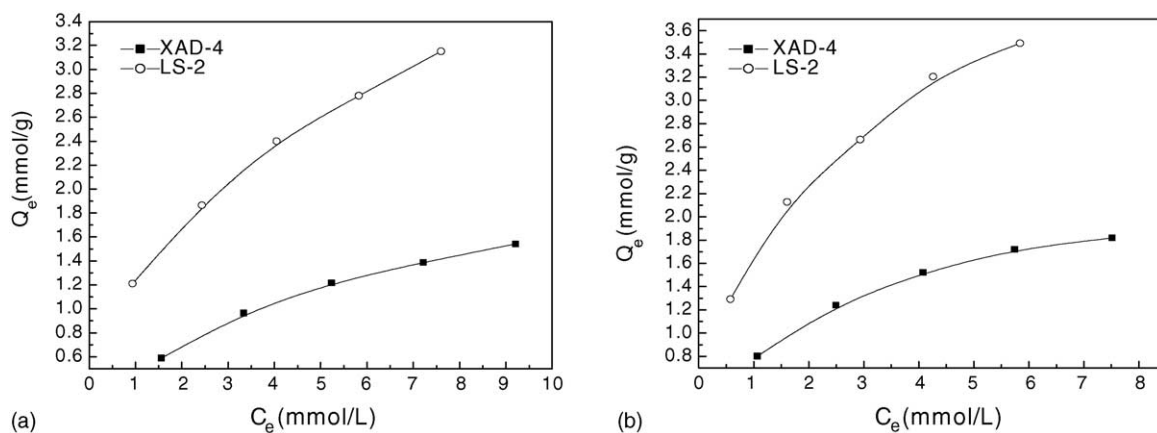 3.4
3.2
3.0
2.8
2.6
2.4
2.2
2.0
1.8
1.6
1.4
1.2
1.0
0.8
0.6
Qe(mmol/g)
XAD-4
LS-2
0 1 2 3 4 5 6 7 8 9 10
Ce(mmol/L)
(a)
3.6
3.4
3.2
3.0
2.8
2.6
2.4
2.2
2.0
1.8
1.6
1.4
1.2
1.0
0.8
Qe(mmol/g)
XAD-4
LS-2
0 1 2 3 4 5 6 7 8
Ce(mmol/L)
(b)